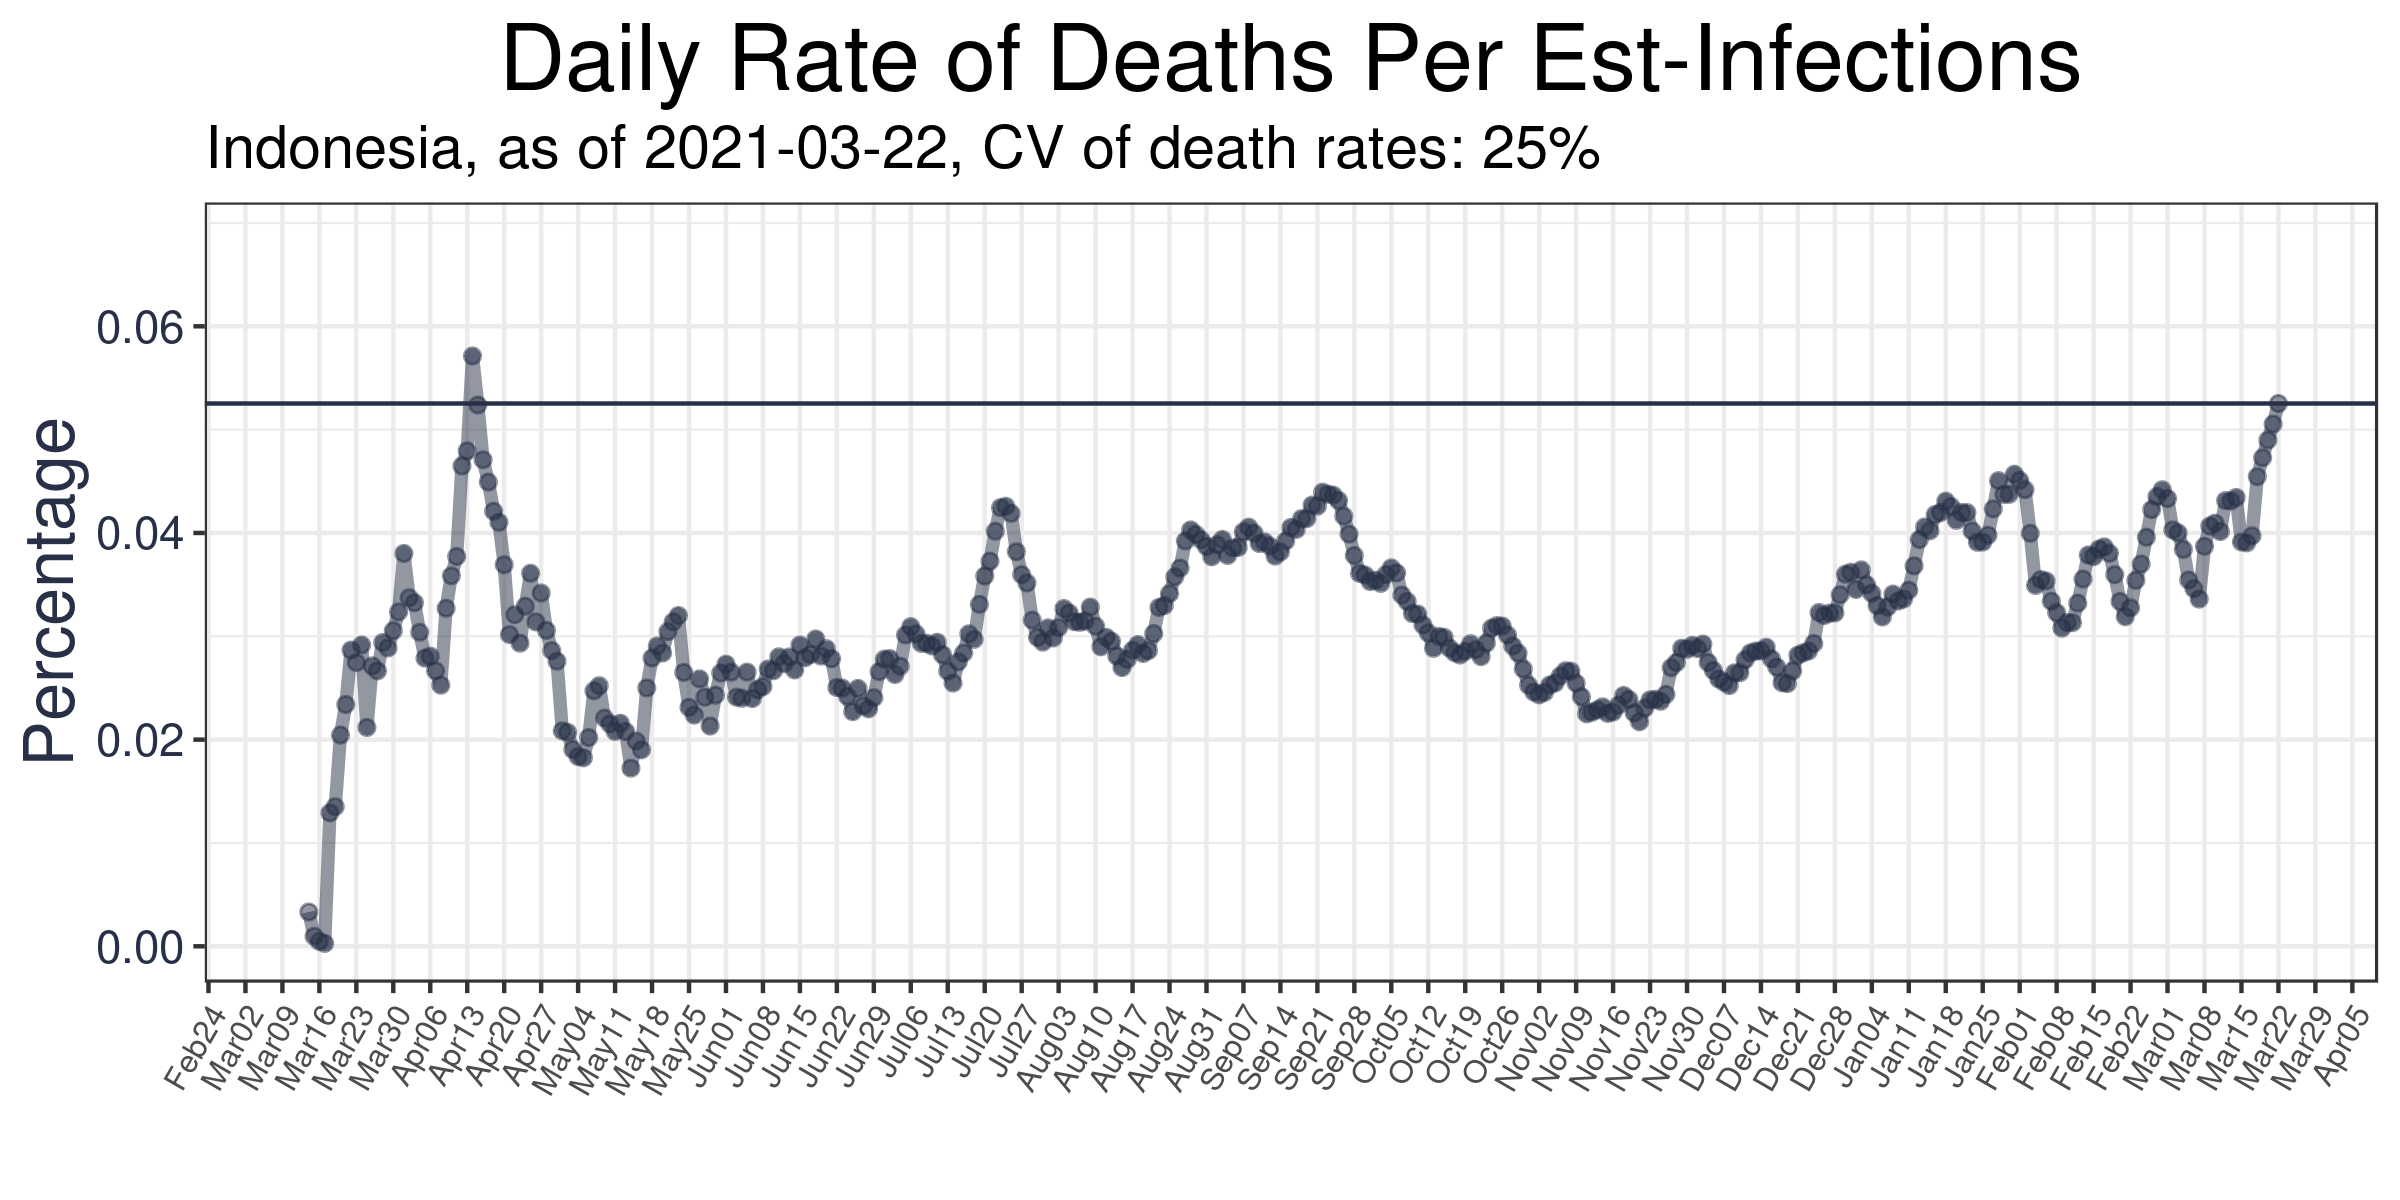 Daily Rate of Deaths Per Est-Infections
Indonesia, as of 2021-03-22, CV of death rates: 25%
Percentage
0.06
0.04
0.02
0.00
Feb24
Mar02
Mar09
Mar16
Mar23
Mar30
Apr06
Apr13
Apr20
Apr27
May04
May11
May18
May25
Jun01
Jun08
Jun15
Jun22
Jun29
Jul06
Jul13
Jul20
Jul27
Aug03
Aug10
Aug17
Aug24
Aug31
Sep07
Sep14
Sep21
Sep28
Oct05
Oct12
Oct19
Oct26
Nov02
Nov09
Nov16
Nov23
Nov30
Dec07
Dec14
Dec21
Dec28
Jan04
Jan11
Jan18
Jan25
Feb01
Feb08
Feb15
Feb22
Mar01
Mar08
Mar15
Mar22
Mar29
Apr05